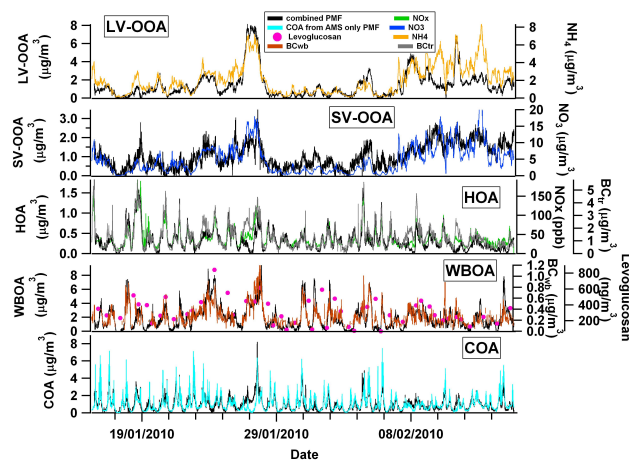 combined PMF
COA from AMS only PMF
Levoglucosan
BCwb
NOx
NO3
NH4
BCtr
LV-OOA
LV-OOA
(µg/m³)
8
6
4
2
0
8
6
4
2
0
NH₄ (µg/m³)
SV-OOA
SV-OOA
(µg/m³)
3.0
2.0
1.0
0.0
20
15
10
5
0
NO₃ (µg/m³)
HOA
HOA
(µg/m³)
1.5
1.0
0.5
0.0
150
100
50
0
NOx (ppb)
5
4
3
2
1
0
BCtr (µg/m³)
WBOA
WBOA
(µg/m³)
8
6
4
2
0
1.2
1.0
0.8
0.6
0.4
0.2
0.0
BCwb (µg/m³)
800
600
400
200
Levoglucosan
(ng/m³)
COA
COA (µg/m³)
8
6
4
2
0
19/01/2010
29/01/2010
08/02/2010
Date